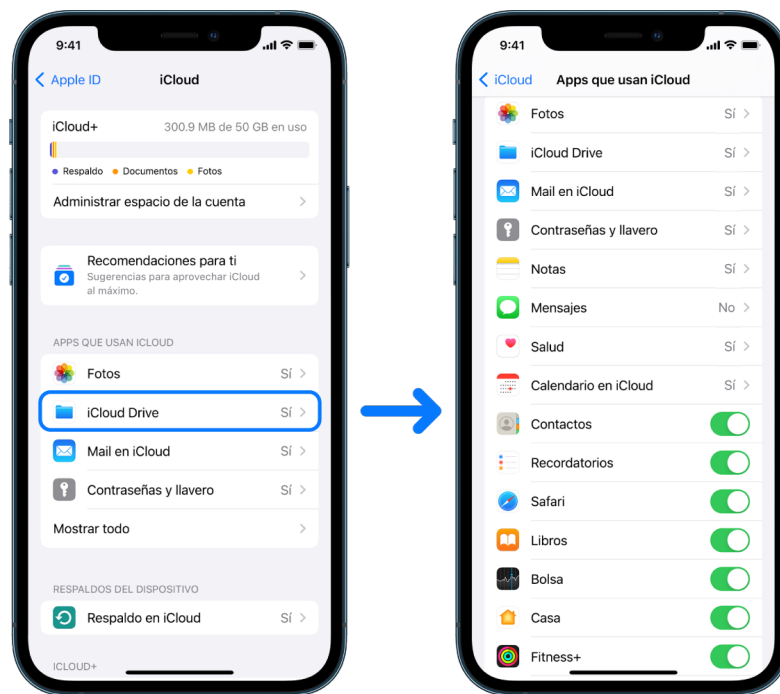 9:41
Apple ID
iCloud
iCloud+
300.9 MB de 50 GB en uso
Respaldo
Documentos
Fotos
Administrar espacio de la cuenta
Recomendaciones para ti
Sugerencias para aprovechar iCloud
al máximo.
APPS QUE USAN ICLOUD
Fotos
Sí
iCloud Drive
Sí
Mail en iCloud
Sí
Contraseñas y llavero
Sí
Mostrar todo
RESPALDOS DEL DISPOSITIVO
Respaldo en iCloud
Sí
ICLOUD+
9:41
iCloud
Apps que usan iCloud
Fotos
Sí
iCloud Drive
Sí
Mail en iCloud
Sí
Contraseñas y llavero
Sí
Notas
Sí
Mensajes
No
Salud
Sí
Calendario en iCloud
Sí
Contactos
Recordatorios
Safari
Libros
Bolsa
Casa
Fitness+